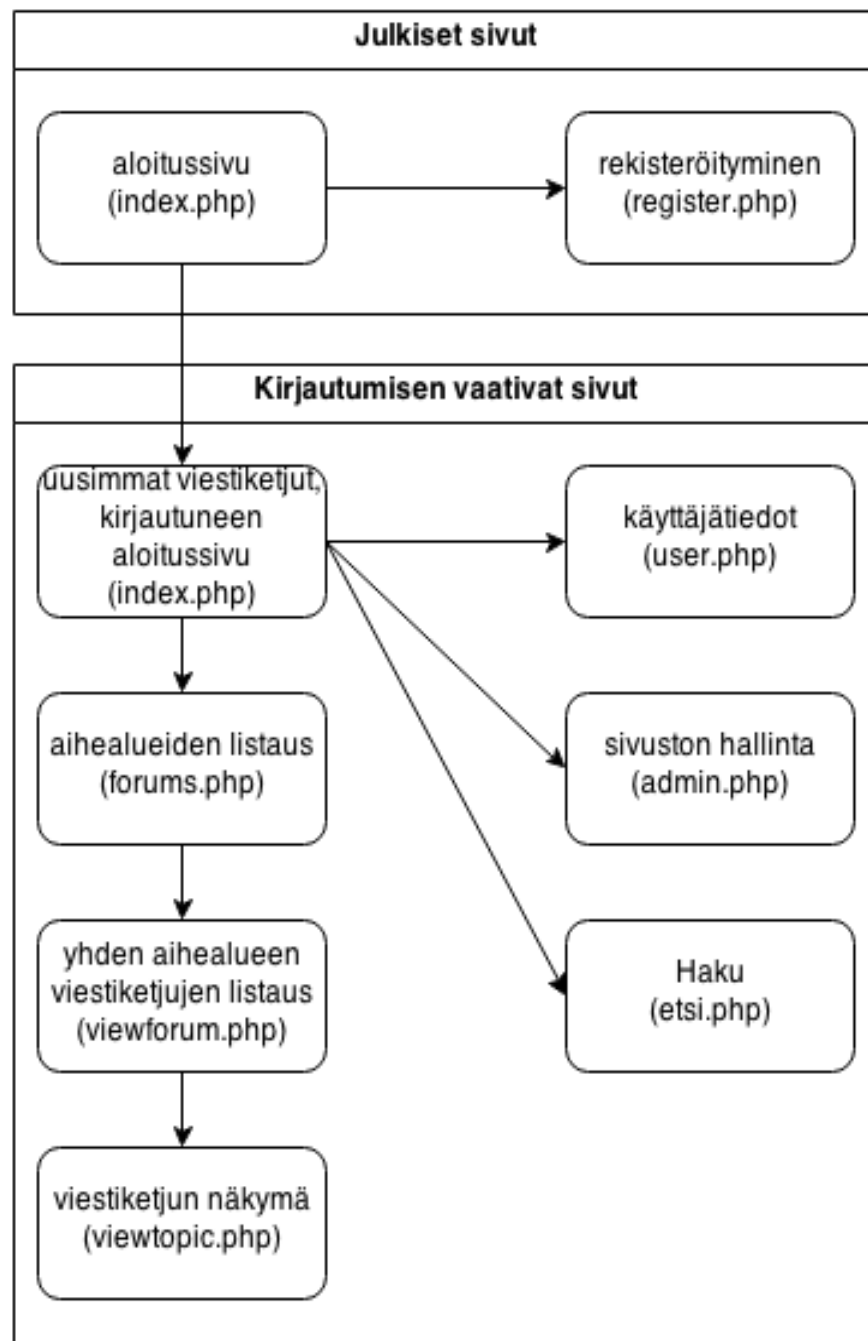 Julkiset sivut
aloitussivu
(index.php)
rekisteröityminen
(register.php)
Kirjautumisen vaativat sivut
uusimmat viestiketjut,
kirjautuneen
aloitussivu
(index.php)
käyttäjätiedot
(user.php)
aihealueiden listaus
(forums.php)
sivuston hallinta
(admin.php)
yhden aihealueen
viestiketjujen listaus
(viewforum.php)
Haku
(etsi.php)
viestiketjun näkymä
(viewtopic.php)